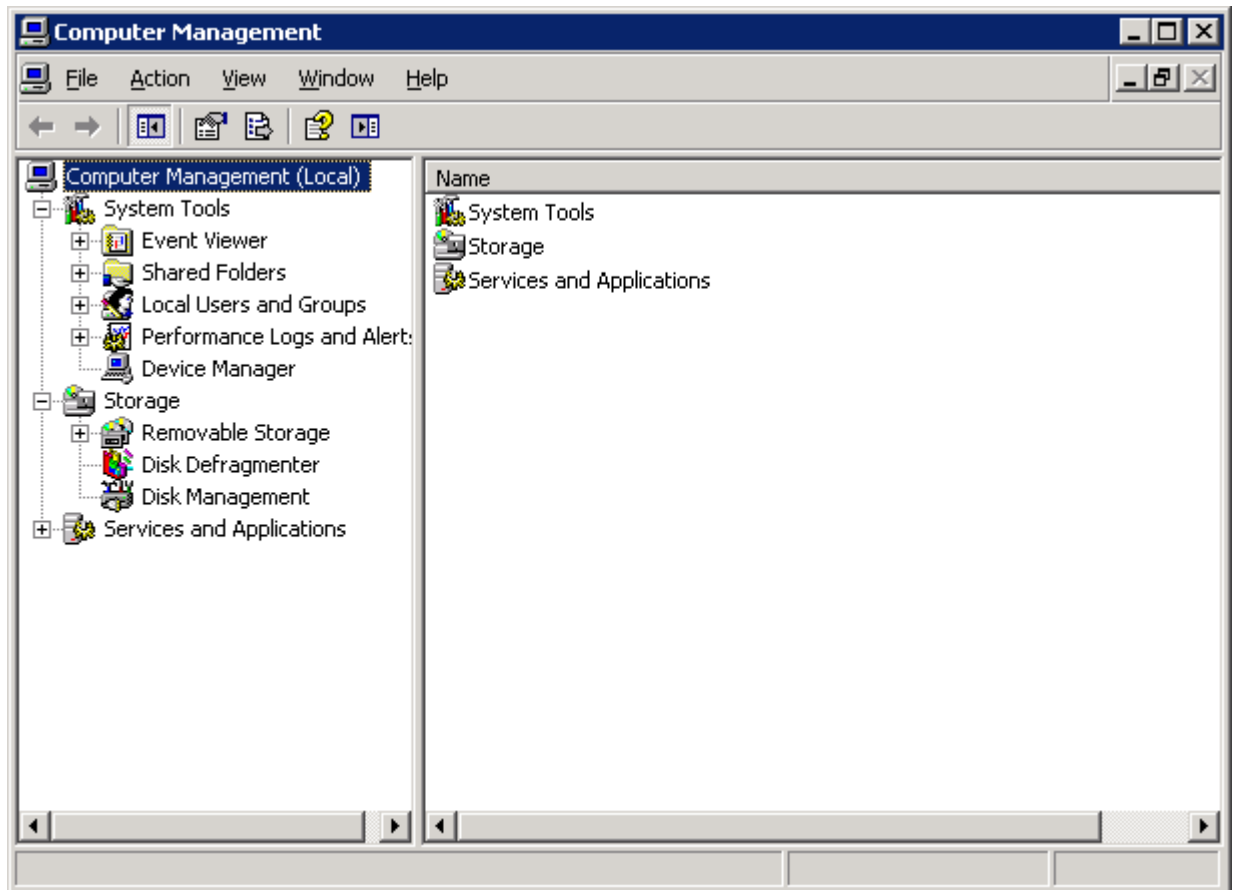 Computer Management
File Action View Window Help
Computer Management (Local)
System Tools
Event Viewer
Shared Folders
Local Users and Groups
Performance Logs and Alert
Device Manager
Storage
Removable Storage
Disk Defragmenter
Disk Management
Services and Applications
Name
System Tools
Storage
Services and Applications